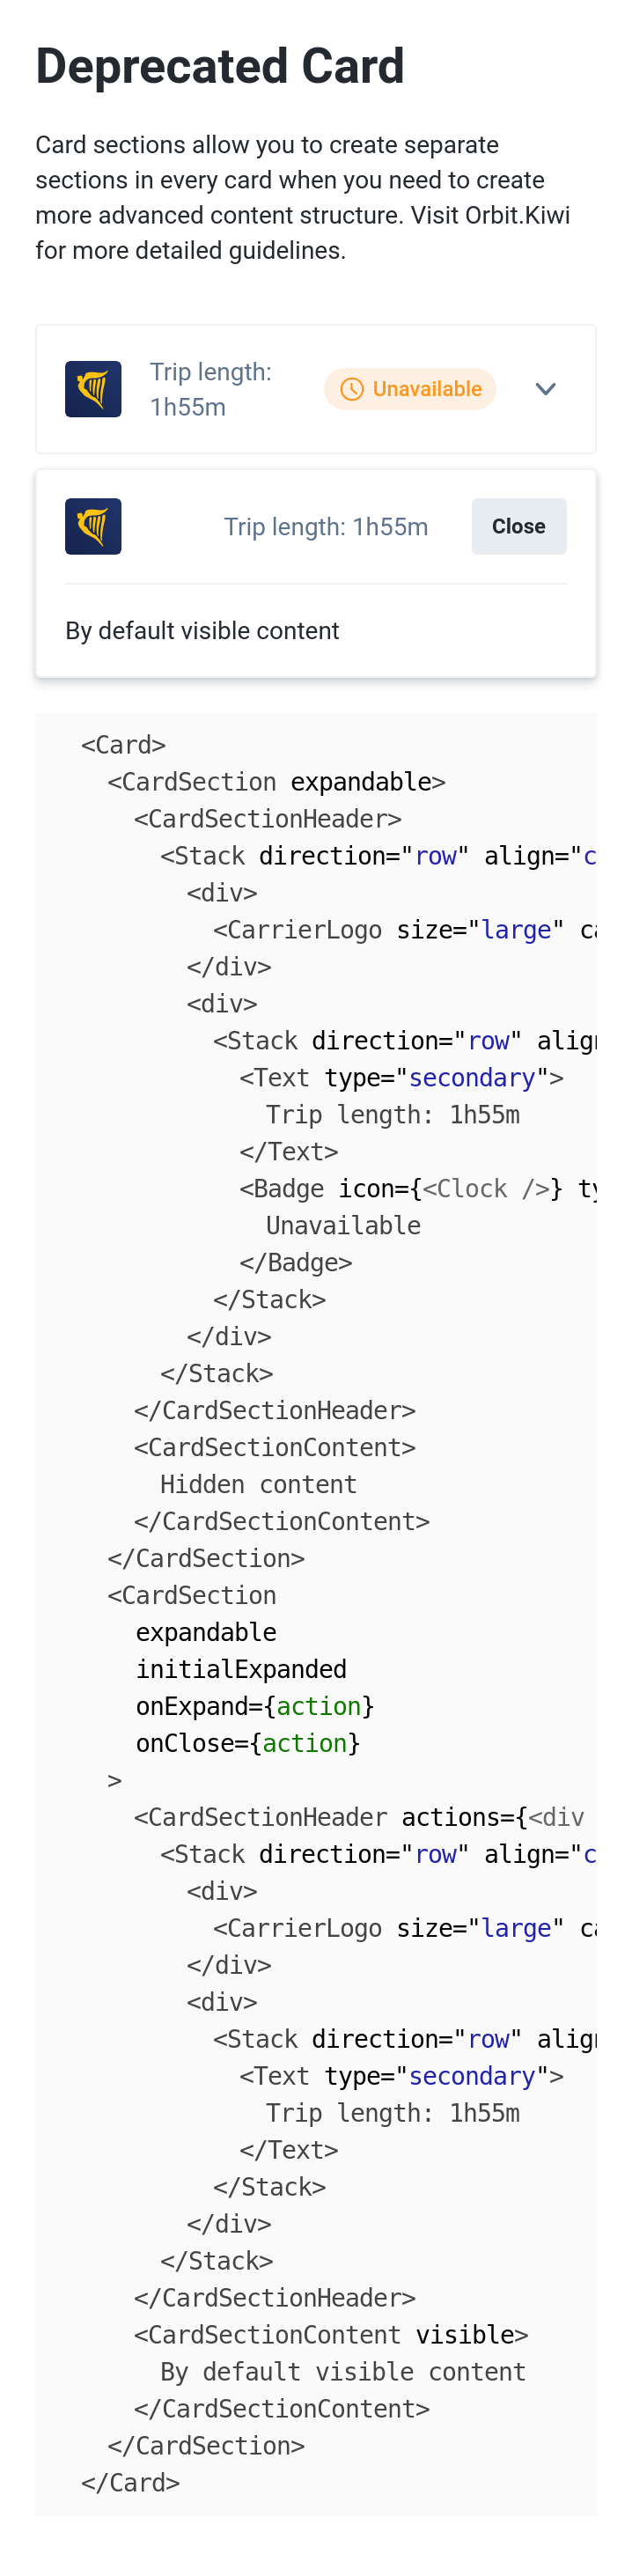 Deprecated Card
Card sections allow you to create separate
sections in every card when you need to create
more advanced content structure. Visit Orbit.Kiwi
for more detailed guidelines.
Trip length:
1h55m
Unavailable
Trip length: 1h55m
Close
By default visible content
<Card>
<CardSection expandable>
<CardSectionHeader>
<Stack direction="row" align="c
<div>
<CarrierLogo size="large" ca
</div>
<div>
<Stack direction="row" align
<Text type="secondary">
Trip length: 1h55m
</Text>
<Badge icon={<Clock />} ty
Unavailable
</Badge>
</Stack>
</div>
</Stack>
</CardSectionHeader>
<CardSectionContent>
Hidden content
</CardSectionContent>
</CardSection>
<CardSection
expandable
initialExpanded
onExpand={action}
onClose={action}
>
<CardSectionHeader actions={<div
<Stack direction="row" align="c
<div>
<CarrierLogo size="large" ca
</div>
<div>
<Stack direction="row" align
<Text type="secondary">
Trip length: 1h55m
</Text>
</Stack>
</div>
</Stack>
</CardSectionHeader>
<CardSectionContent visible>
By default visible content
</CardSectionContent>
</CardSection>
</Card>